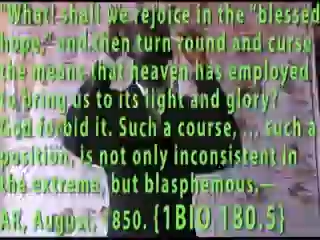 "What! shall we rejoice in the "blessed
hope," and then turn round and curse
the means that heaven has employed
to bring us to its light and glory?
God forbid it. Such a course, ... such a
position, is not only inconsistent in
the extreme, but blasphemous.—
AR, August, 1850. {1BIO 180.5}